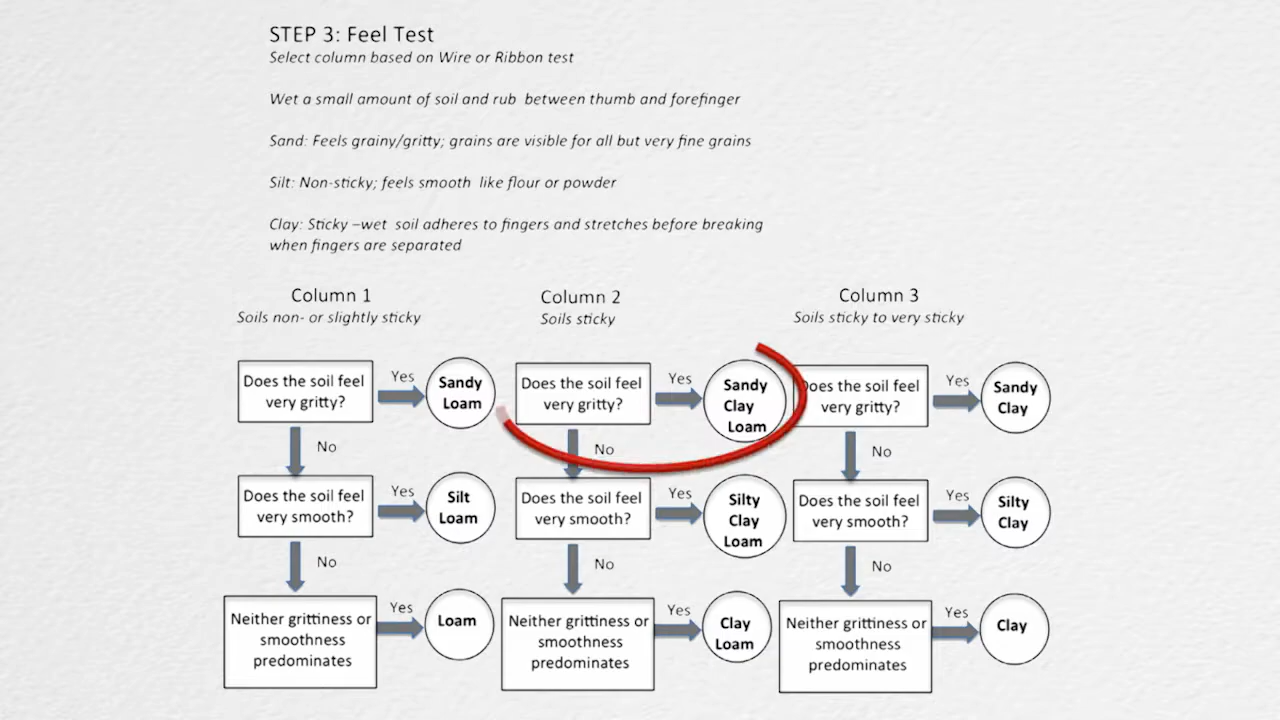 STEP 3: Feel Test
Select column based on Wire or Ribbon test
Wet a small amount of soil and rub between thumb and forefinger
Sand: Feels grainy/gritty; grains are visible for all but very fine grains
Silt: Non-sticky; feels smooth like flour or powder
Clay: Sticky –wet soil adheres to fingers and stretches before breaking
when fingers are separated
Column 1
Soils non- or slightly sticky
Does the soil feel
very gritty?
Yes
Sandy
Loam
No
Does the soil feel
very smooth?
Yes
Silt
Loam
No
Neither grittiness or
smoothness
predominates
Yes
Loam
Column 2
Soils sticky
Does the soil feel
very gritty?
Yes
Sandy
Clay
Loam
No
Does the soil feel
very smooth?
Yes
Silty
Clay
Loam
No
Neither grittiness or
smoothness
predominates
Yes
Clay
Loam
Column 3
Soils sticky to very sticky
Does the soil feel
very gritty?
Yes
Sandy
Clay
No
Does the soil feel
very smooth?
Yes
Silty
Clay
No
Neither grittiness or
smoothness
predominates
Yes
Clay